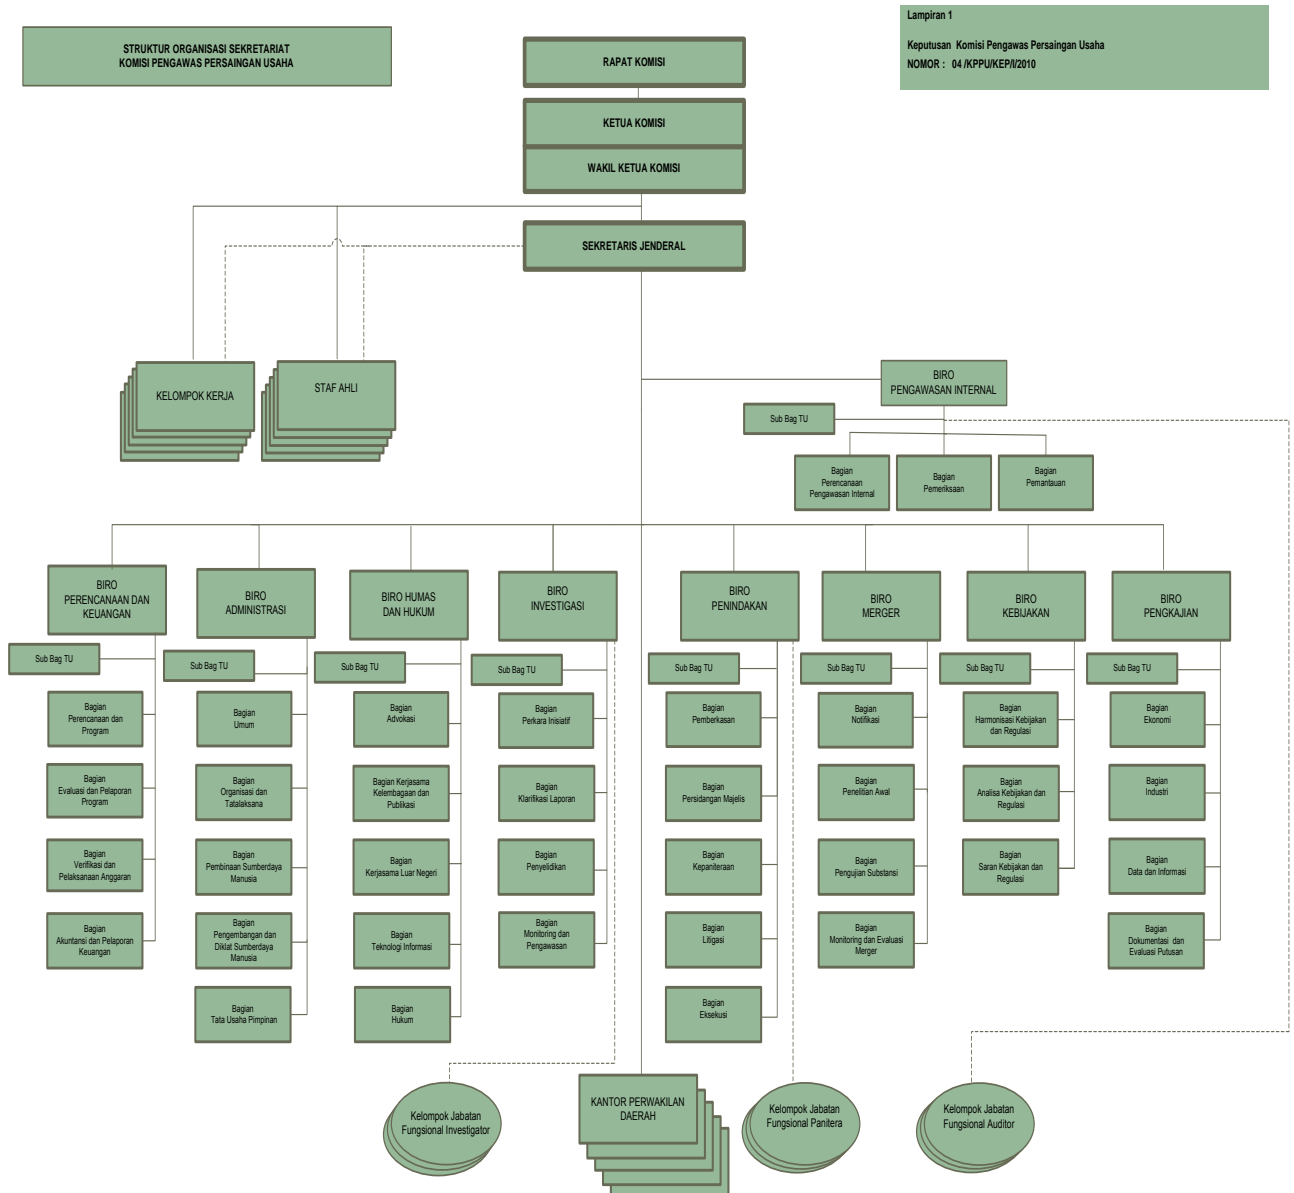 STRUKTUR ORGANISASI SEKRETARIAT
KOMISI PENGAWAS PERSAINGAN USAHA
Lampiran 1
Keputusan Komisi Pengawas Persaingan Usaha
NOMOR : 04 /KPPU/KEP/I/2010
RAPAT KOMISI
KETUA KOMISI
WAKIL KETUA KOMISI
SEKRETARIS JENDERAL
KELOMPOK KERJA
STAF AHLI
BIRO
PENGAWASAN INTERNAL
Sub Bag TU
Bagian
Perencanaan
Pengawasan Internal
Bagian
Pemeriksaan
Bagian
Pemantauan
BIRO
PERENCANAAN DAN
KEUANGAN
Sub Bag TU
Bagian
Perencanaan dan
Program
Bagian
Evaluasi dan Pelaporan
Program
Bagian
Verifikasi dan
Pelaksanaan Anggaran
Bagian
Akuntansi dan Pelaporan
Keuangan
BIRO
ADMINISTRASI
Sub Bag TU
Bagian
Umum
Bagian
Organisasi dan
Tatalaksana
Bagian
Pembinaan Sumberdaya
Manusia
Bagian
Pengembangan dan
Diklat Sumberdaya
Manusia
Bagian
Tata Usaha Pimpinan
BIRO HUMAS
DAN HUKUM
Sub Bag TU
Bagian
Advokasi
Bagian Kerjasama
Kelembagaan dan
Publikasi
Bagian
Kerjasama Luar Negeri
Bagian
Teknologi Informasi
Bagian
Hukum
BIRO
INVESTIGASI
Sub Bag TU
Bagian
Perkara Inisiatif
Bagian
Klarifikasi Laporan
Bagian
Penyelidikan
Bagian
Monitoring dan
Pengawasan
BIRO
PENINDAKAN
Sub Bag TU
Bagian
Pemberkasan
Bagian
Persidangan Majelis
Bagian
Kepaniteraan
Bagian
Litigasi
Bagian
Eksekusi
BIRO
MERGER
Sub Bag TU
Bagian
Notifikasi
Bagian
Penelitian Awal
Bagian
Pengujian Substansi
Bagian
Monitoring dan Evaluasi
Merger
BIRO
KEBIJAKAN
Sub Bag TU
Bagian
Harmonisasi Kebijakan
dan Regulasi
Bagian
Analisa Kebijakan dan
Regulasi
Bagian
Saran Kebijakan dan
Regulasi
BIRO
PENGKAJIAN
Sub Bag TU
Bagian
Ekonomi
Bagian
Industri
Bagian
Data dan Informasi
Bagian
Dokumentasi dan
Evaluasi Putusan
Kelompok Jabatan
Fungsional Investigator
KANTOR PERWAKILAN
DAERAH
Kelompok Jabatan
Fungsional Panitera
Kelompok Jabatan
Fungsional Auditor